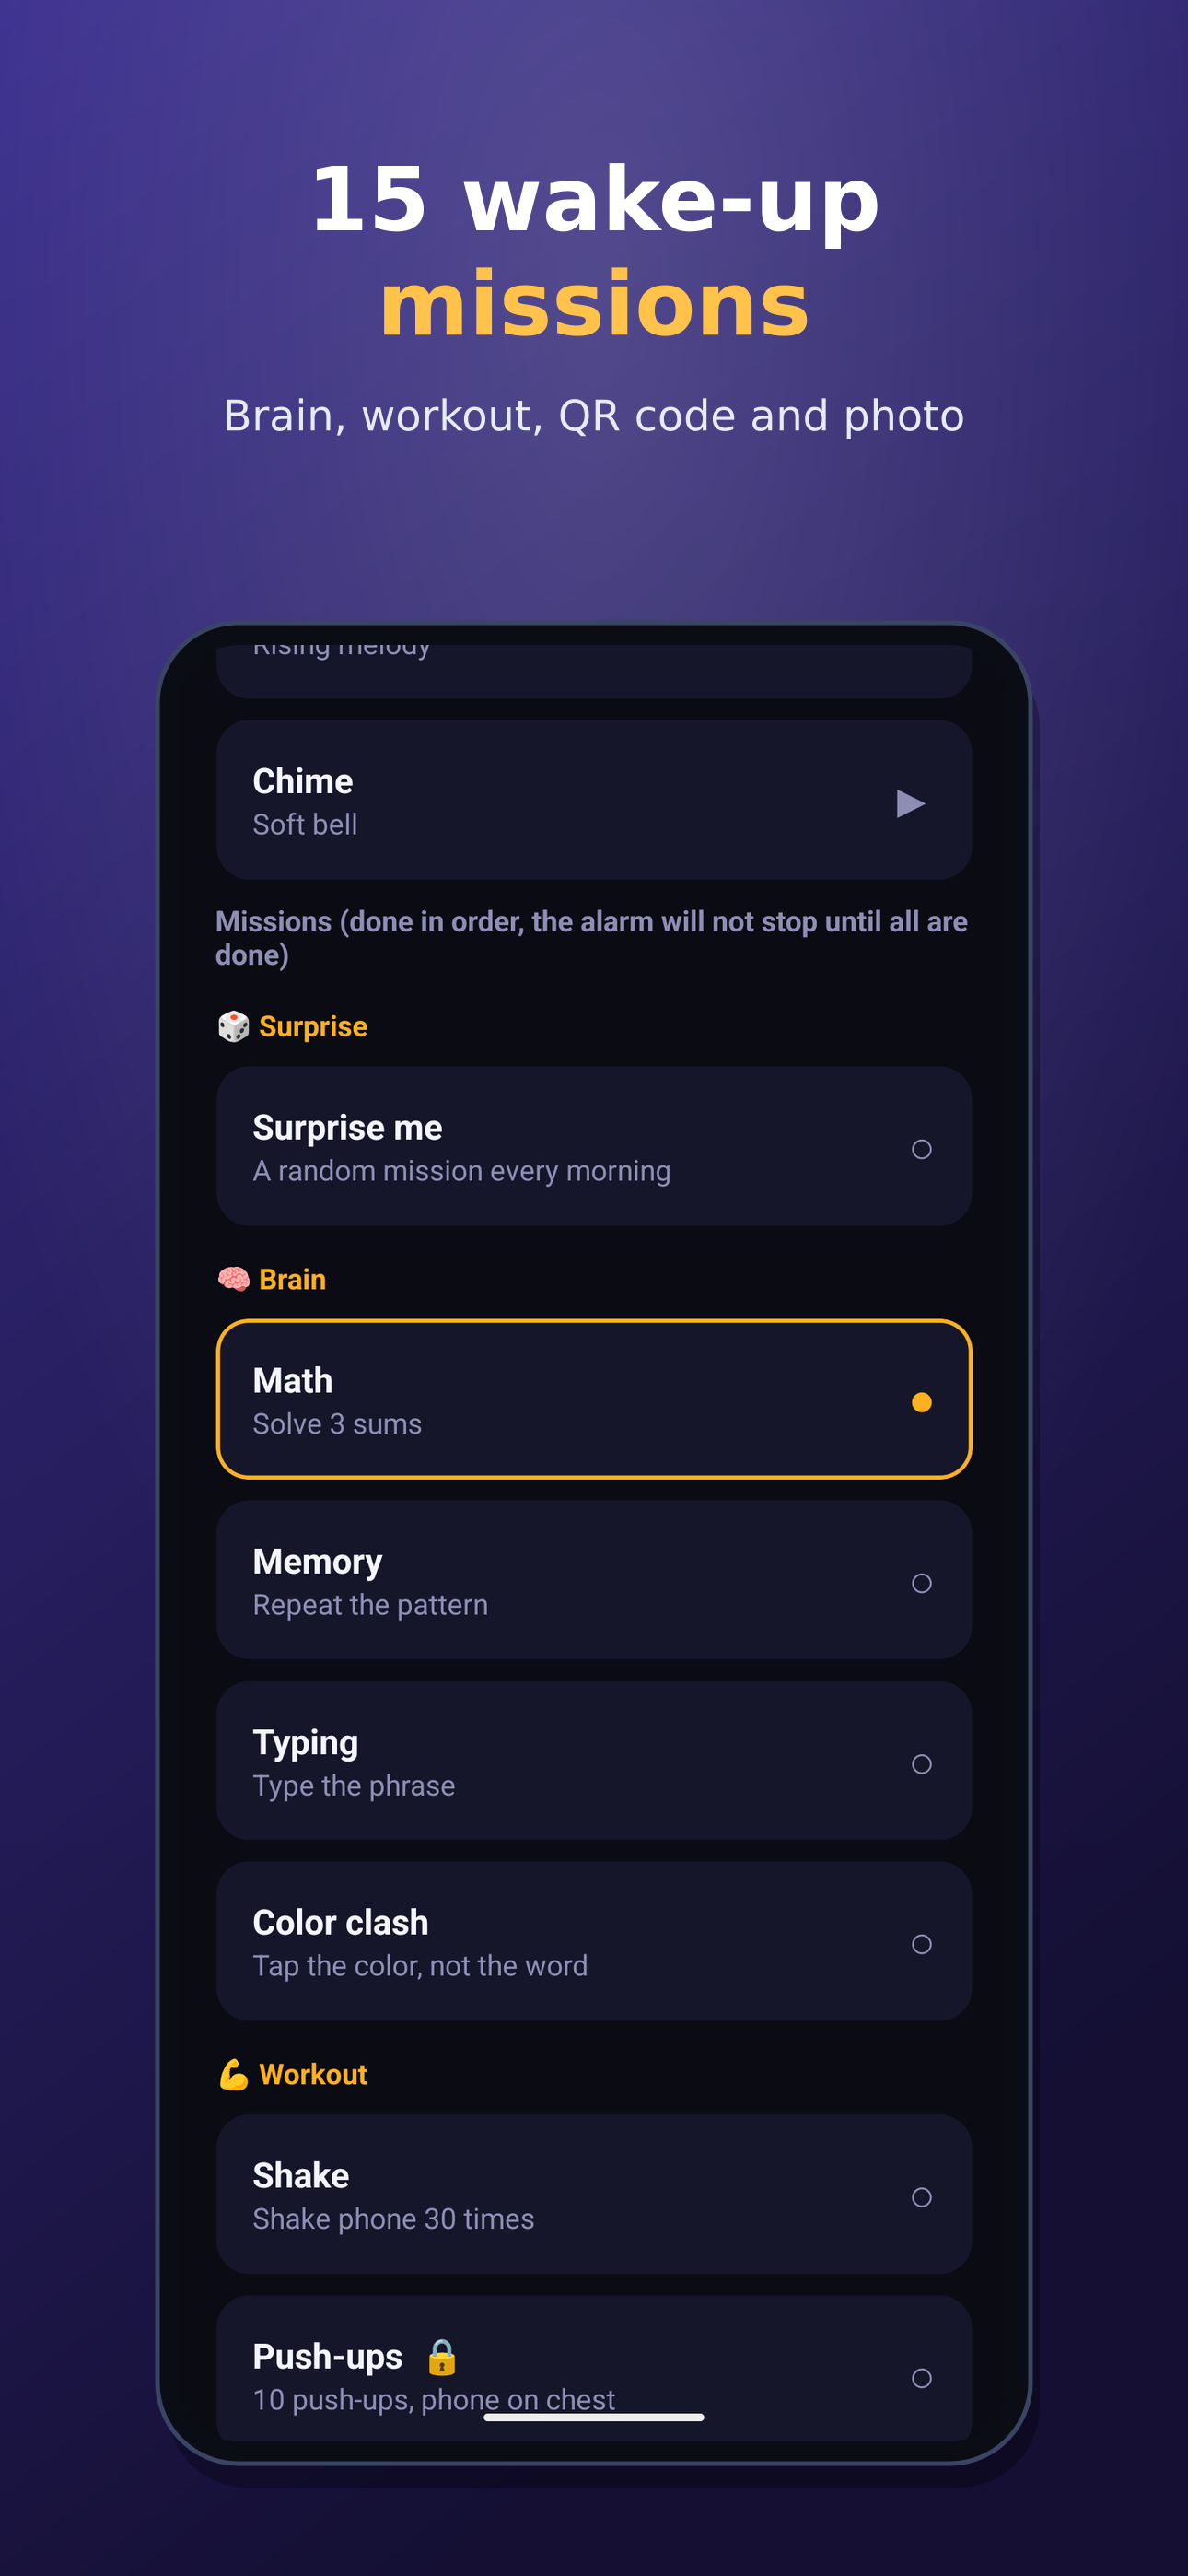 15 wake-up
missions
Brain, workout, QR code and photo
Rising melody
Chime
Soft bell
Missions (done in order, the alarm will not stop until all are
done)
Surprise
Surprise me
A random mission every morning
Brain
Math
Solve 3 sums
Memory
Repeat the pattern
Typing
Type the phrase
Color clash
Tap the color, not the word
Workout
Shake
Shake phone 30 times
Push-ups
10 push-ups, phone on chest